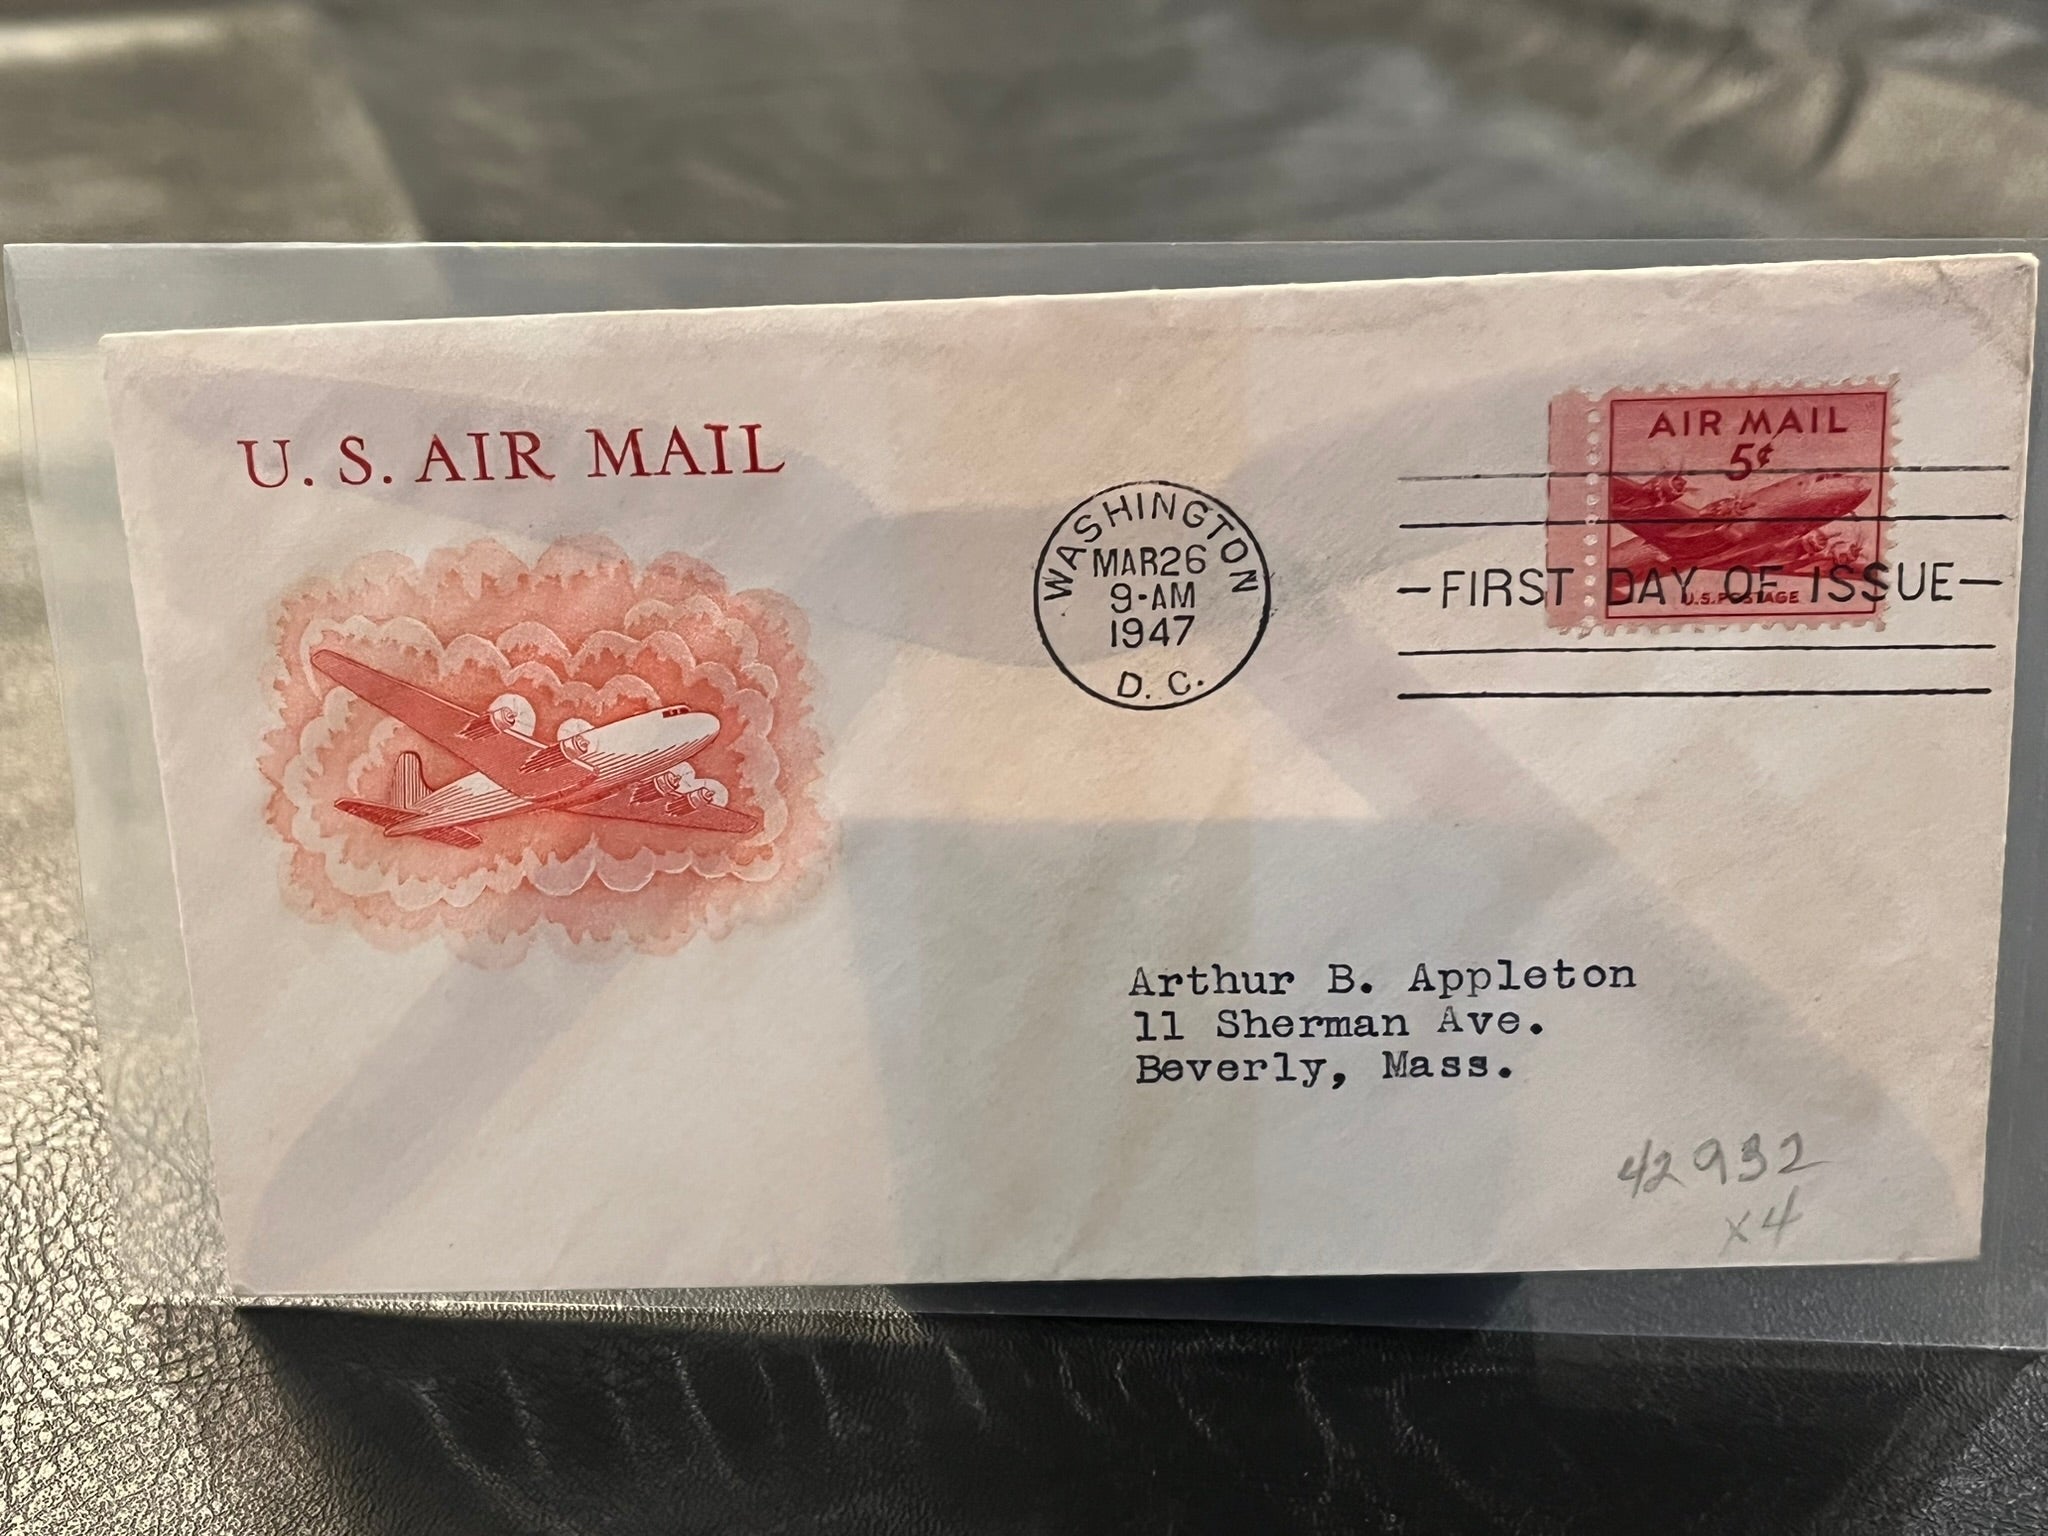 U. S. AIR MAIL
WASHINGTON
MAR 26
9-AM
1947
D. C.
AIR MAIL
5¢
U.S. POSTAGE
—FIRST DAY OF ISSUE—
Arthur B. Appleton
11 Sherman Ave.
Beverly, Mass.
42932
x4